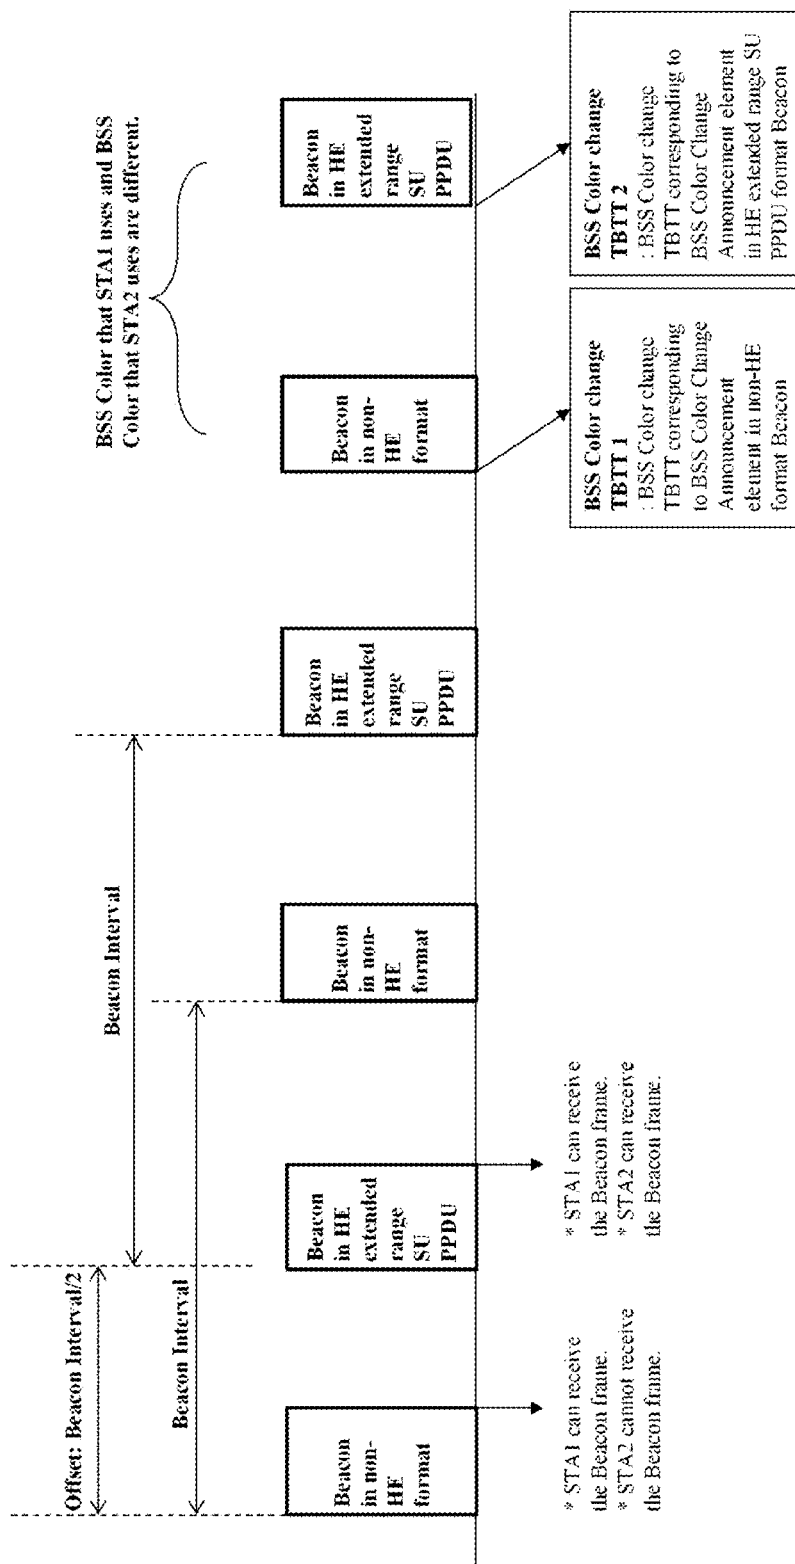 Offset: Beacon Interval/2
Beacon Interval
Beacon Interval
BSS Color that STA1 uses and BSS
Color that STA2 uses are different.
Beacon
in non-
HE
format
Beacon
in HE
extended
range
SU
PPDU
Beacon
in non-
HE
format
Beacon
in HE
extended
range
SU
PPDU
Beacon
in non-
HE
format
Beacon
in HE
extended
range
SU
PPDU
* STA1 can receive
the Beacon frame.
* STA2 cannot receive
the Beacon frame.
* STA1 can receive
the Beacon frame.
* STA2 can receive
the Beacon frame.
BSS Color change
TBTT 1
: BSS Color change
TBTT corresponding
to BSS Color Change
Announcement
element in non-HE
format Beacon
BSS Color change
TBTT 2
: BSS Color change
TBTT corresponding to
BSS Color Change
Announcement element
in HE extended range SU
PPDU format Beacon